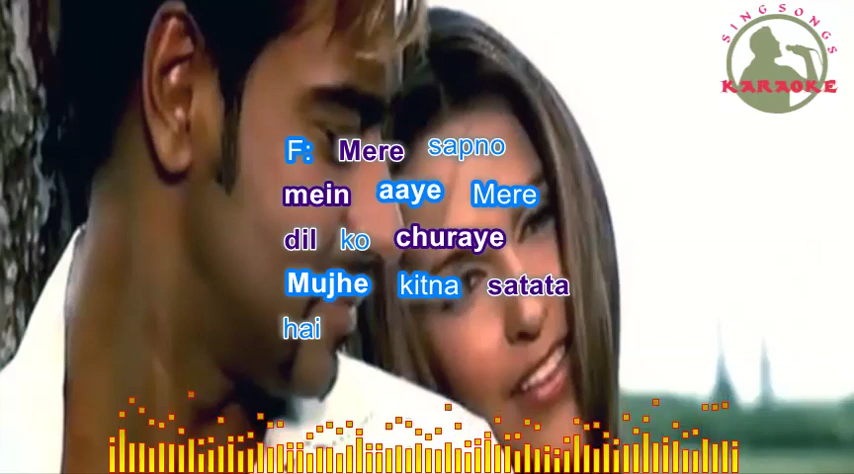 SING SONGS
KARAOKE
F: Mere sapno
mein aaye Mere
dil ko churaye
Mujhe kitna satata
hai